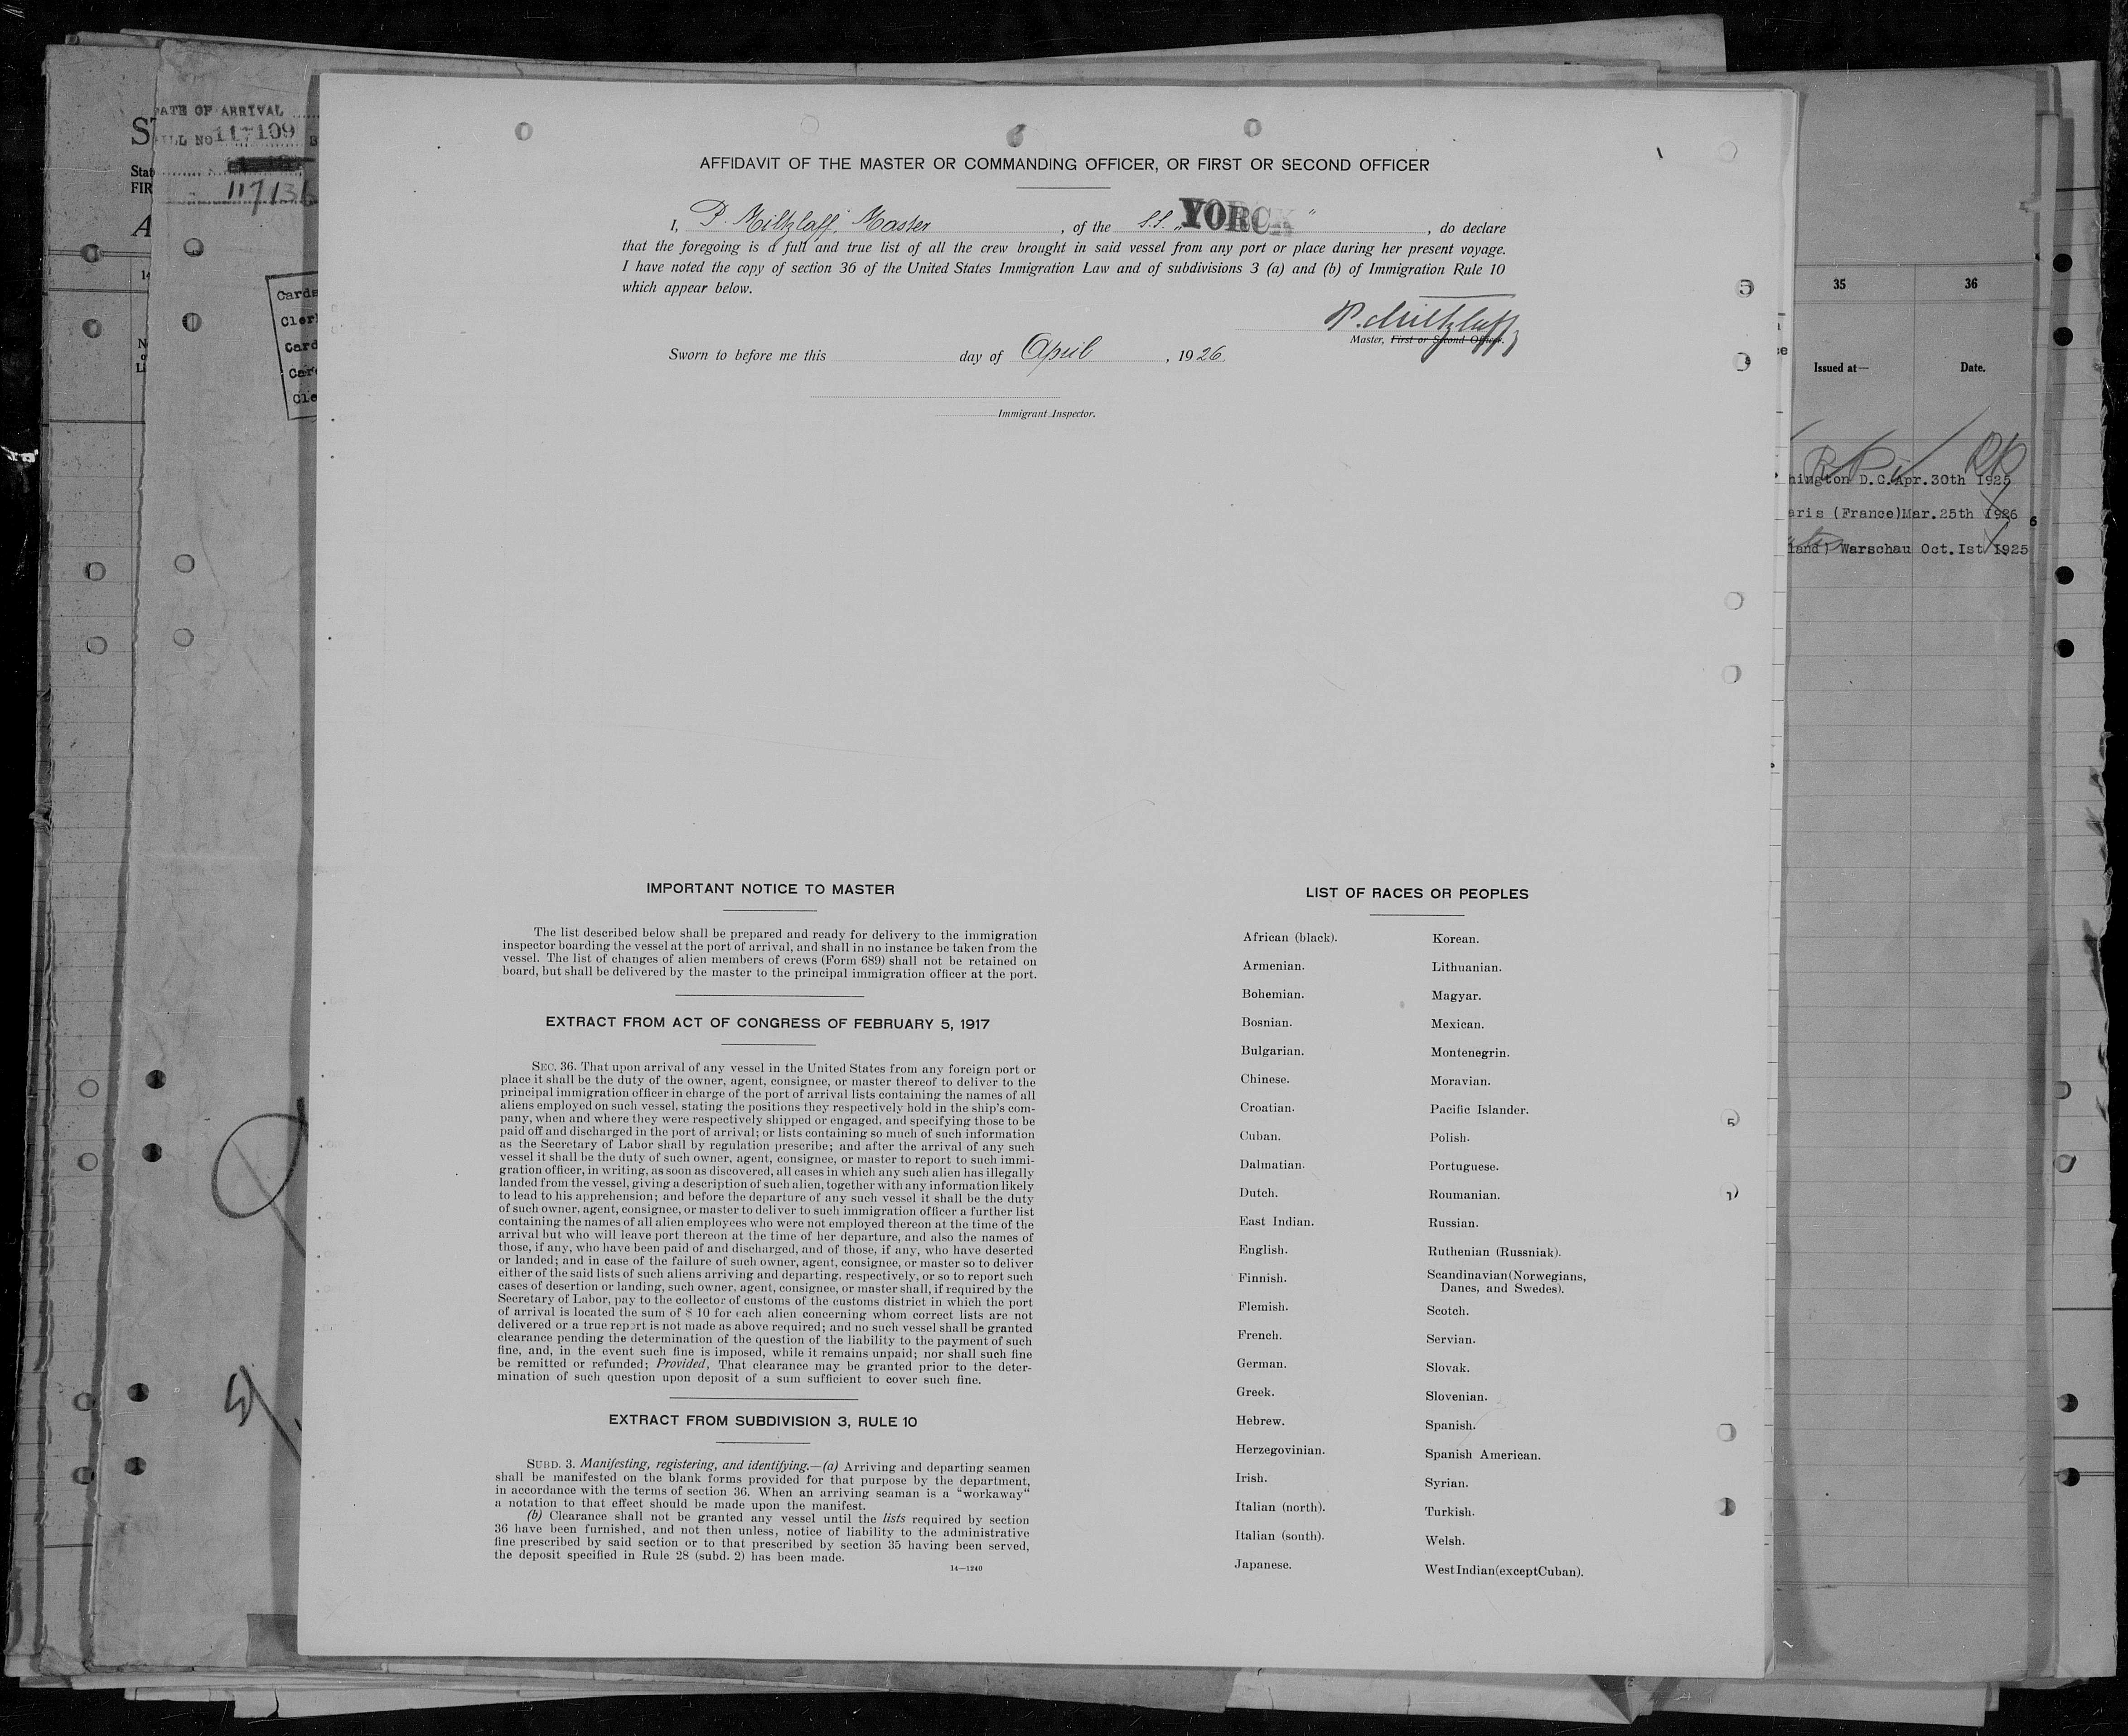 DATE OF ARRIVAL
BILL NO 117109
117136
Stat
FIR
A
Cards
Cler
Card
Car
Cle
AFFIDAVIT OF THE MASTER OR COMMANDING OFFICER, OR FIRST OR SECOND OFFICER
I, P. Miltzlaff, Master, of the S.S. „YORCK“, do declare
that the foregoing is a full and true list of all the crew brought in said vessel from any port or place during her present voyage.
I have noted the copy of section 36 of the United States Immigration Law and of subdivisions 3 (a) and (b) of Immigration Rule 10
which appear below.
P. Miltzlaff
Master, First or Second Officer.
Sworn to before me this day of April, 1926
Immigrant Inspector.
IMPORTANT NOTICE TO MASTER
The list described below shall be prepared and ready for delivery to the immigration
inspector boarding the vessel at the port of arrival, and shall in no instance be taken from the
vessel. The list of changes of alien members of crews (Form 689) shall not be retained on
board, but shall be delivered by the master to the principal immigration officer at the port.
EXTRACT FROM ACT OF CONGRESS OF FEBRUARY 5, 1917
SEC. 36. That upon arrival of any vessel in the United States from any foreign port or
place it shall be the duty of the owner, agent, consignee, or master thereof to deliver to the
principal immigration officer in charge of the port of arrival lists containing the names of all
aliens employed on such vessel, stating the positions they respectively hold in the ship's com-
pany, when and where they were respectively shipped or engaged, and specifying those to be
paid off and discharged in the port of arrival; or lists containing so much of such information
as the Secretary of Labor shall by regulation prescribe; and after the arrival of any such
vessel it shall be the duty of such owner, agent, consignee, or master to report to such immi-
gration officer, in writing, as soon as discovered, all cases in which any such alien has illegally
landed from the vessel, giving a description of such alien, together with any information likely
to lead to his apprehension; and before the departure of any such vessel it shall be the duty
of such owner, agent, consignee, or master to deliver to such immigration officer a further list
containing the names of all alien employees who were not employed thereon at the time of the
arrival but who will leave port thereon at the time of her departure, and also the names of
those, if any, who have been paid of and discharged, and of those, if any, who have deserted
or landed; and in case of the failure of such owner, agent, consignee, or master so to deliver
either of the said lists of such aliens arriving and departing, respectively, or so to report such
cases of desertion or landing, such owner, agent, consignee, or master shall, if required by the
Secretary of Labor, pay to the collector of customs of the customs district in which the port
of arrival is located the sum of $ 10 for each alien concerning whom correct lists are not
delivered or a true report is not made as above required; and no such vessel shall be granted
clearance pending the determination of the question of the liability to the payment of such
fine, and, in the event such fine is imposed, while it remains unpaid; nor shall such fine
be remitted or refunded; Provided, That clearance may be granted prior to the deter-
mination of such question upon deposit of a sum sufficient to cover such fine.
EXTRACT FROM SUBDIVISION 3, RULE 10
SUBD. 3. Manifesting, registering, and identifying.—(a) Arriving and departing seamen
shall be manifested on the blank forms provided for that purpose by the department,
in accordance with the terms of section 36. When an arriving seaman is a “workaway“
a notation to that effect should be made upon the manifest.
(b) Clearance shall not be granted any vessel until the lists required by section
36 have been furnished, and not then unless, notice of liability to the administrative
fine prescribed by said section or to that prescribed by section 35 having been served,
the deposit specified in Rule 28 (subd. 2) has been made.
14—1240
LIST OF RACES OR PEOPLES
African (black).
Armenian.
Bohemian.
Bosnian.
Bulgarian.
Chinese.
Croatian.
Cuban.
Dalmatian.
Dutch.
East Indian.
English.
Finnish.
Flemish.
French.
German.
Greek.
Hebrew.
Herzegovinian.
Irish.
Italian (north).
Italian (south).
Japanese.
Korean.
Lithuanian.
Magyar.
Mexican.
Montenegrin.
Moravian.
Pacific Islander.
Polish.
Portuguese.
Roumanian.
Russian.
Ruthenian (Russniak).
Scandinavian (Norwegians,
Danes, and Swedes).
Scotch.
Servian.
Slovak.
Slovenian.
Spanish.
Spanish American.
Syrian.
Turkish.
Welsh.
West Indian (except Cuban).
35 36
Issued at— Date.
hington D.C. Apr.30th 1925
aris (France) Mar.25th 1926
land) Warschau Oct.Ist 1925